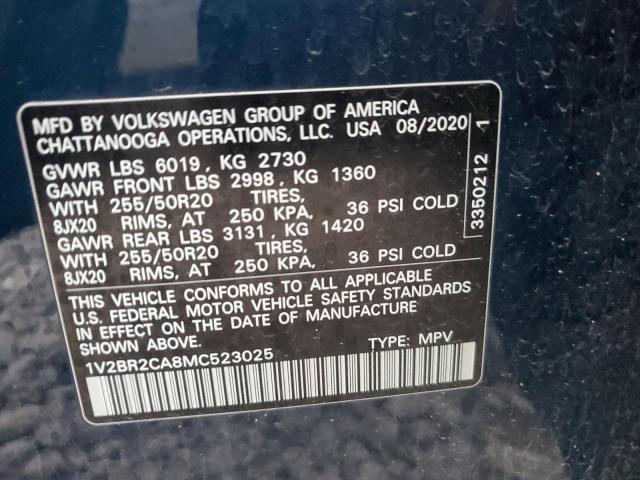 MFD BY VOLKSWAGEN GROUP OF AMERICA
CHATTANOOGA OPERATIONS, LLC. USA 08/2020
GVWR LBS 6019, KG 2730
GAWR FRONT LBS 2998, KG 1360
WITH 255/50R20 TIRES,
8JX20 RIMS, AT 250 KPA, 36 PSI COLD
GAWR REAR LBS 3131, KG 1420
WITH 255/50R20 TIRES,
8JX20 RIMS, AT 250 KPA, 36 PSI COLD
THIS VEHICLE CONFORMS TO ALL APPLICABLE
U.S. FEDERAL MOTOR VEHICLE SAFETY STANDARDS
IN EFFECT ON THE DATE OF MANUFACTURE
SHOWN ABOVE.
TYPE: MPV
1V2BR2CA8MC523025
3350212 1